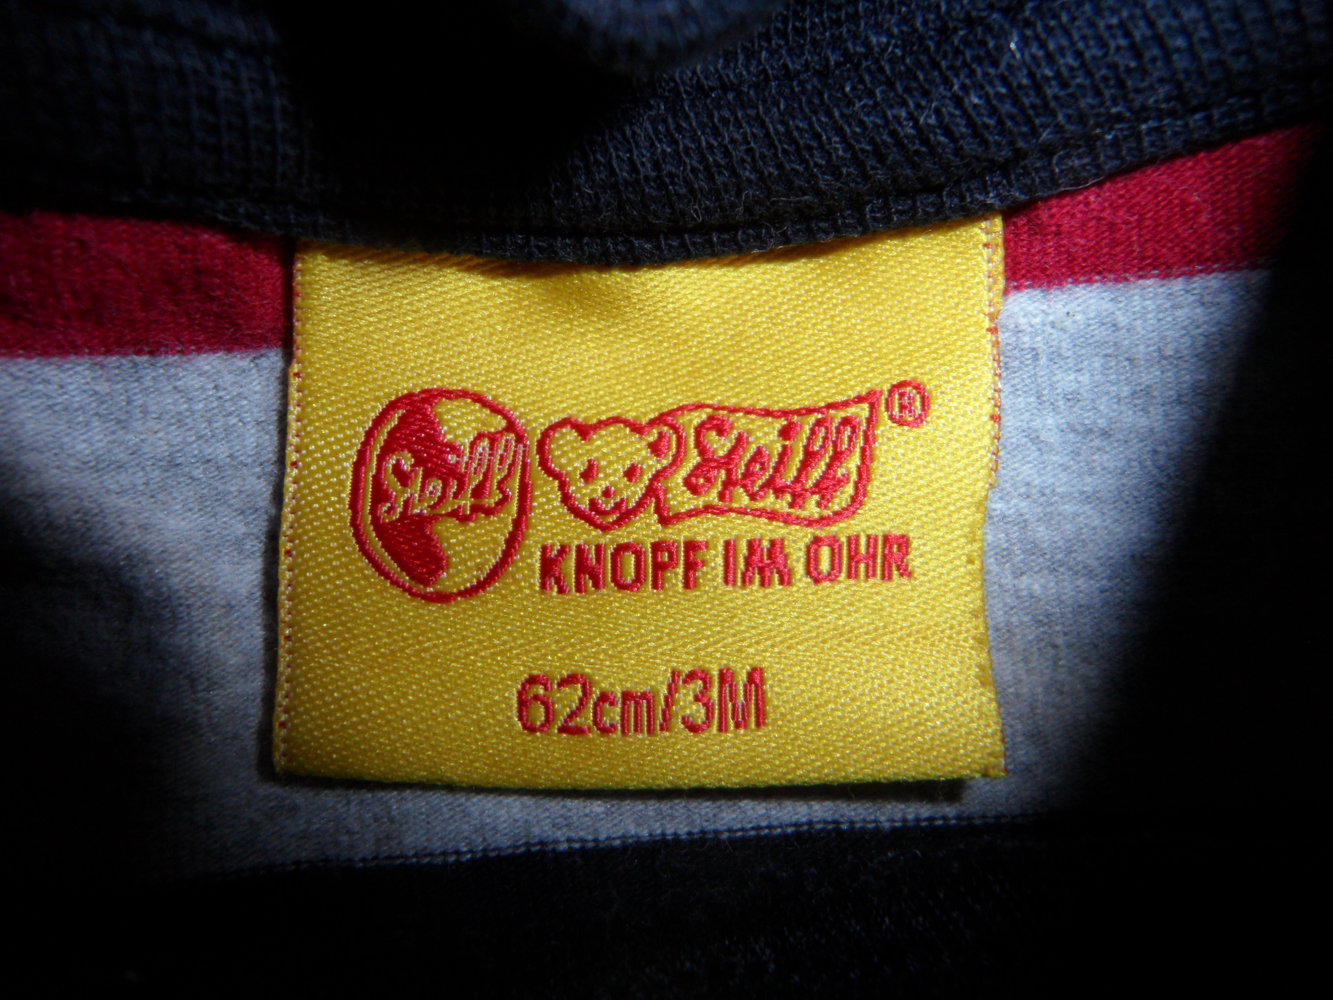 Steiff
Steiff ®
KNOPF IM OHR
62cm/3M